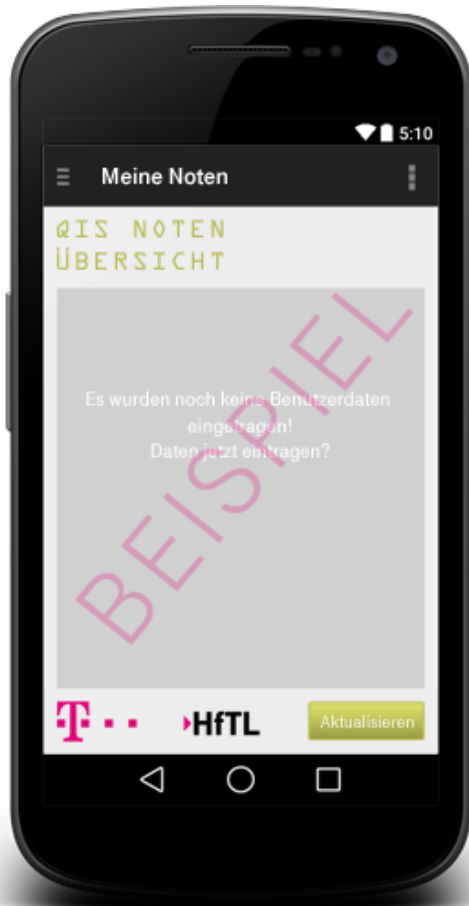 5:10
Meine Noten
QIS NOTEN
ÜBERSICHT
Es wurden noch keine Benutzerdaten
eingetragen!
Daten jetzt eintragen?
BEISPIEL
T
HfTL
Aktualisieren